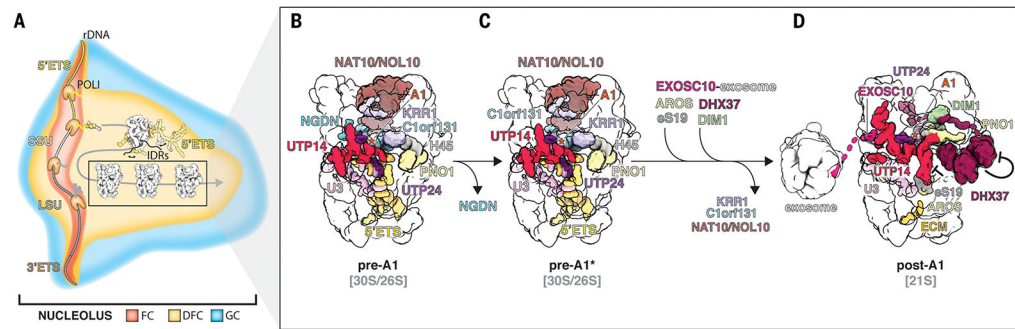 A
rDNA
5'ETS
POLI
SSU
5'ETS
IDRs
LSU
3'ETS
NUCLEOLUS FC DFC GC
B
NAT10/NOL10
A1
KRR1
NGDN
C1orf131
UTP14
H45
PNO1
U3
UTP24
5'ETS
pre-A1
[30S/26S]
NGDN
C
NAT10/NOL10
A1
C1orf131
KRR1
UTP14
H45
PNO1
U3
UTP24
5'ETS
pre-A1*
[30S/26S]
EXOSC10-exosome
AROS DHX37
eS19 DIM1
KRR1
C1orf131
NAT10/NOL10
D
UTP24
A1
EXOSC10
DIM1
PNO1
UTP14
U3
eS19
DHX37
AROS
ECM
exosome
post-A1
[21S]